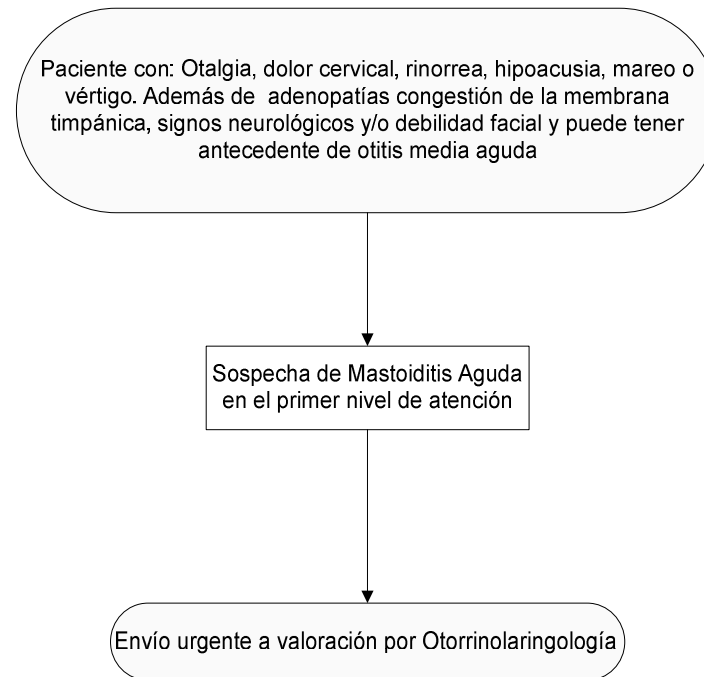 Paciente con: Otalgia, dolor cervical, rinorrea, hipoacusia, mareo o
vértigo. Además de adenopatías congestión de la membrana
timpánica, signos neurológicos y/o debilidad facial y puede tener
antecedente de otitis media aguda
Sospecha de Mastoiditis Aguda
en el primer nivel de atención
Envío urgente a valoración por Otorrinolaringología